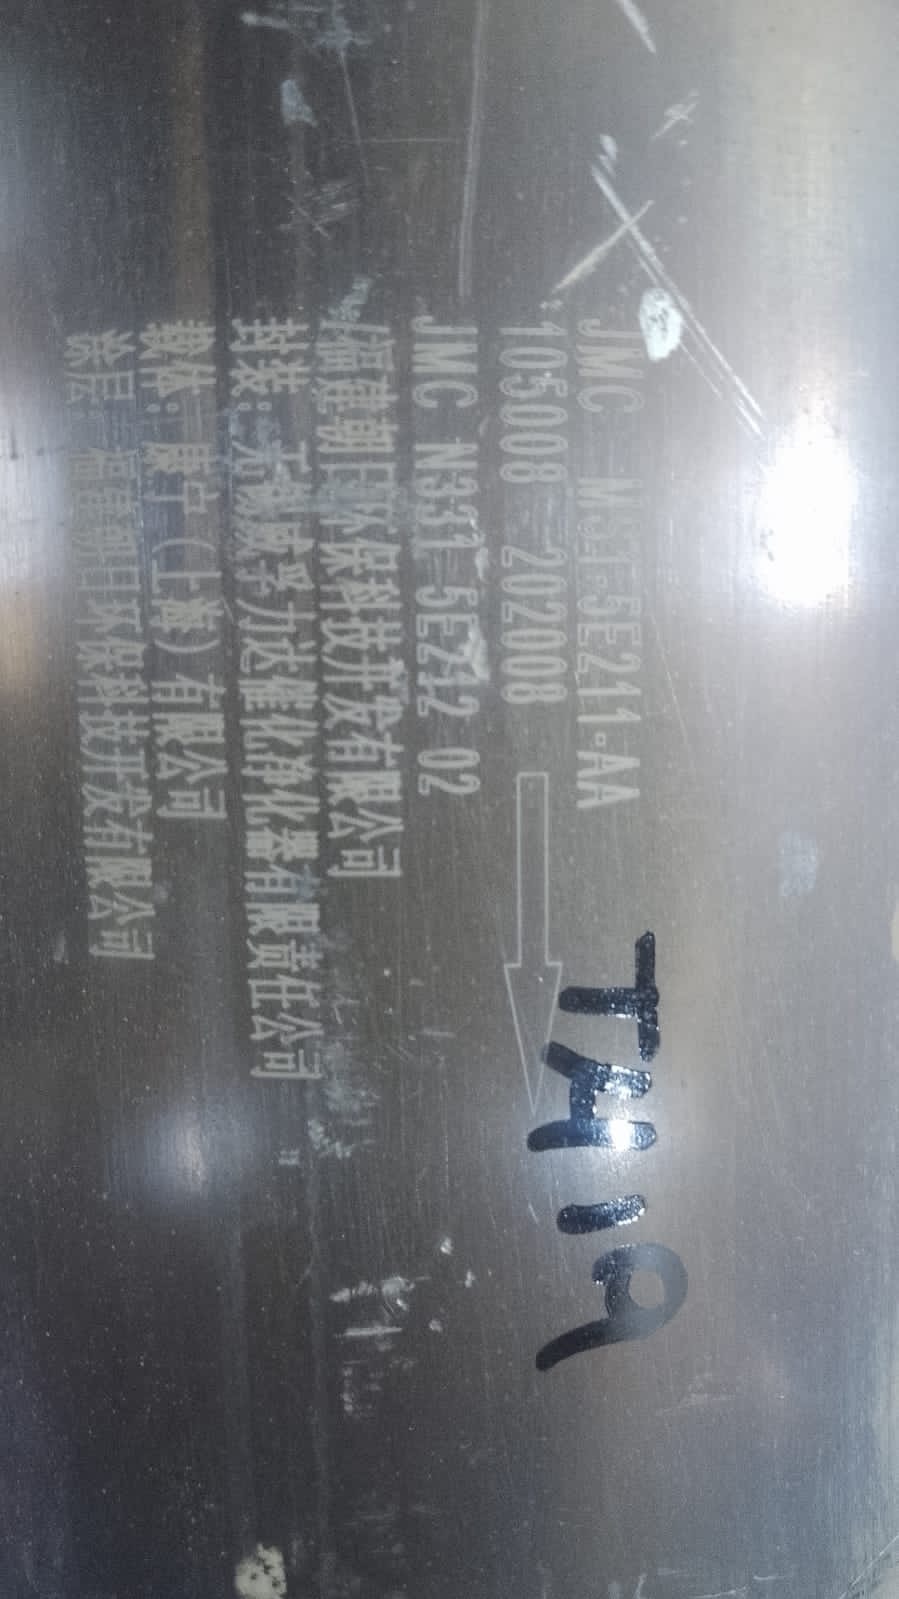 JMC N31-5E211-AA
105008 202008
JMC N331 5E212 02
/福建朝日环保科技开发有限公司
封装：无锡威孚力达催化净化器有限责任公司
载体：康宁（上海）有限公司
涂层：福建朝日环保科技开发有限公司
TH19